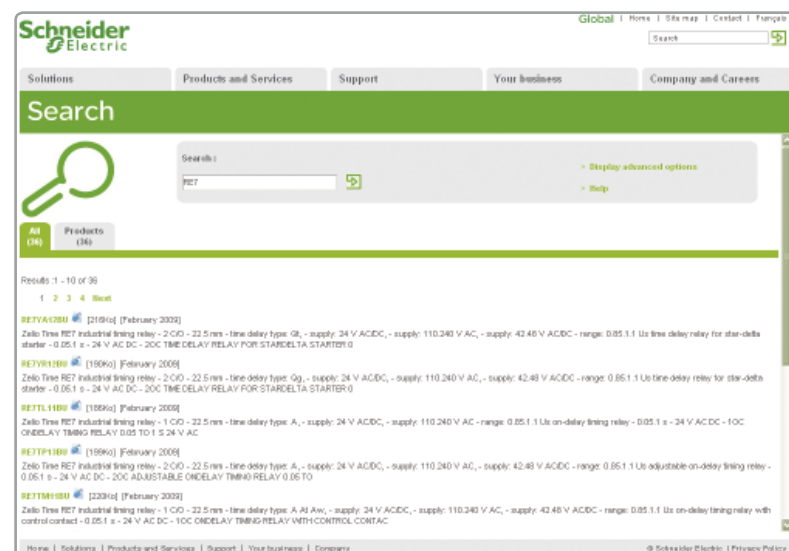 Schneider Electric
Global | Home | Site map | Contact | Français
Search
Solutions Products and Services Support Your business Company and Careers
Search
Search :
RE7
> Display advanced options
> Help
All (36) Products (36)
Results :1 - 10 of 36
1 2 3 4 Next
RE7YA12BU [216Ko] [February 2009]
Zelio Time RE7 industrial timing relay - 2 C/O - 22.5 mm - time delay type: Qt, - supply: 24 V AC/DC, - supply: 110.240 V AC, - supply: 42.48 V AC/DC - range: 0.05.1 Us time delay relay for star-delta
starter - 0.05.1 s - 24 V AC DC - 2OC TIME DELAY RELAY FOR STARDELTA STARTER 0
RE7YR12BU [190Ko] [February 2009]
Zelio Time RE7 industrial timing relay - 2 C/O - 22.5 mm - time delay type: Qg, - supply: 24 V AC/DC, - supply: 110.240 V AC, - supply: 42.48 V AC/DC - range: 0.05.1.1 Us time delay relay for star-delta
starter - 0.05.1 s - 24 V AC DC - 2OC TIME DELAY RELAY FOR STARDELTA STARTER 0
RE7TL11BU [186Ko] [February 2009]
Zelio Time RE7 industrial timing relay - 1 C/O - 22.5 mm - time delay type: A, - supply: 24 V AC/DC, - supply: 110.240 V AC - range: 0.05.1.1 Us on-delay timing relay - 0.05.1 s - 24 V AC DC - 1OC
ONDELAY TIMING RELAY 0.05 TO 1 S 24 V AC
RE7TP13BU [199Ko] [February 2009]
Zelio Time RE7 industrial timing relay - 2 C/O - 22.5 mm - time delay type: A, - supply: 24 V AC/DC, - supply: 110.240 V AC, - supply: 42.48 V AC/DC - range: 0.05.1.1 Us adjustable on-delay timing relay -
0.05.1 s - 24 V AC DC - 2OC ADJUSTABLE ONDELAY TIMING RELAY 0.05 TO
RE7TM11BU [220Ko] [February 2009]
Zelio Time RE7 industrial timing relay - 1 C/O - 22.5 mm - time delay type: A At Aw, - supply: 24 V AC/DC, - supply: 110.240 V AC, - supply: 42.48 V AC/DC - range: 0.05.1.1 Us on-delay timing relay with
control contact - 0.05.1 s - 24 V AC DC - 1OC ONDELAY TIMING RELAY WITH CONTROL CONTAC
Home | Solutions | Products and Services | Support | Your business | Company © Schneider Electric | Privacy Policy